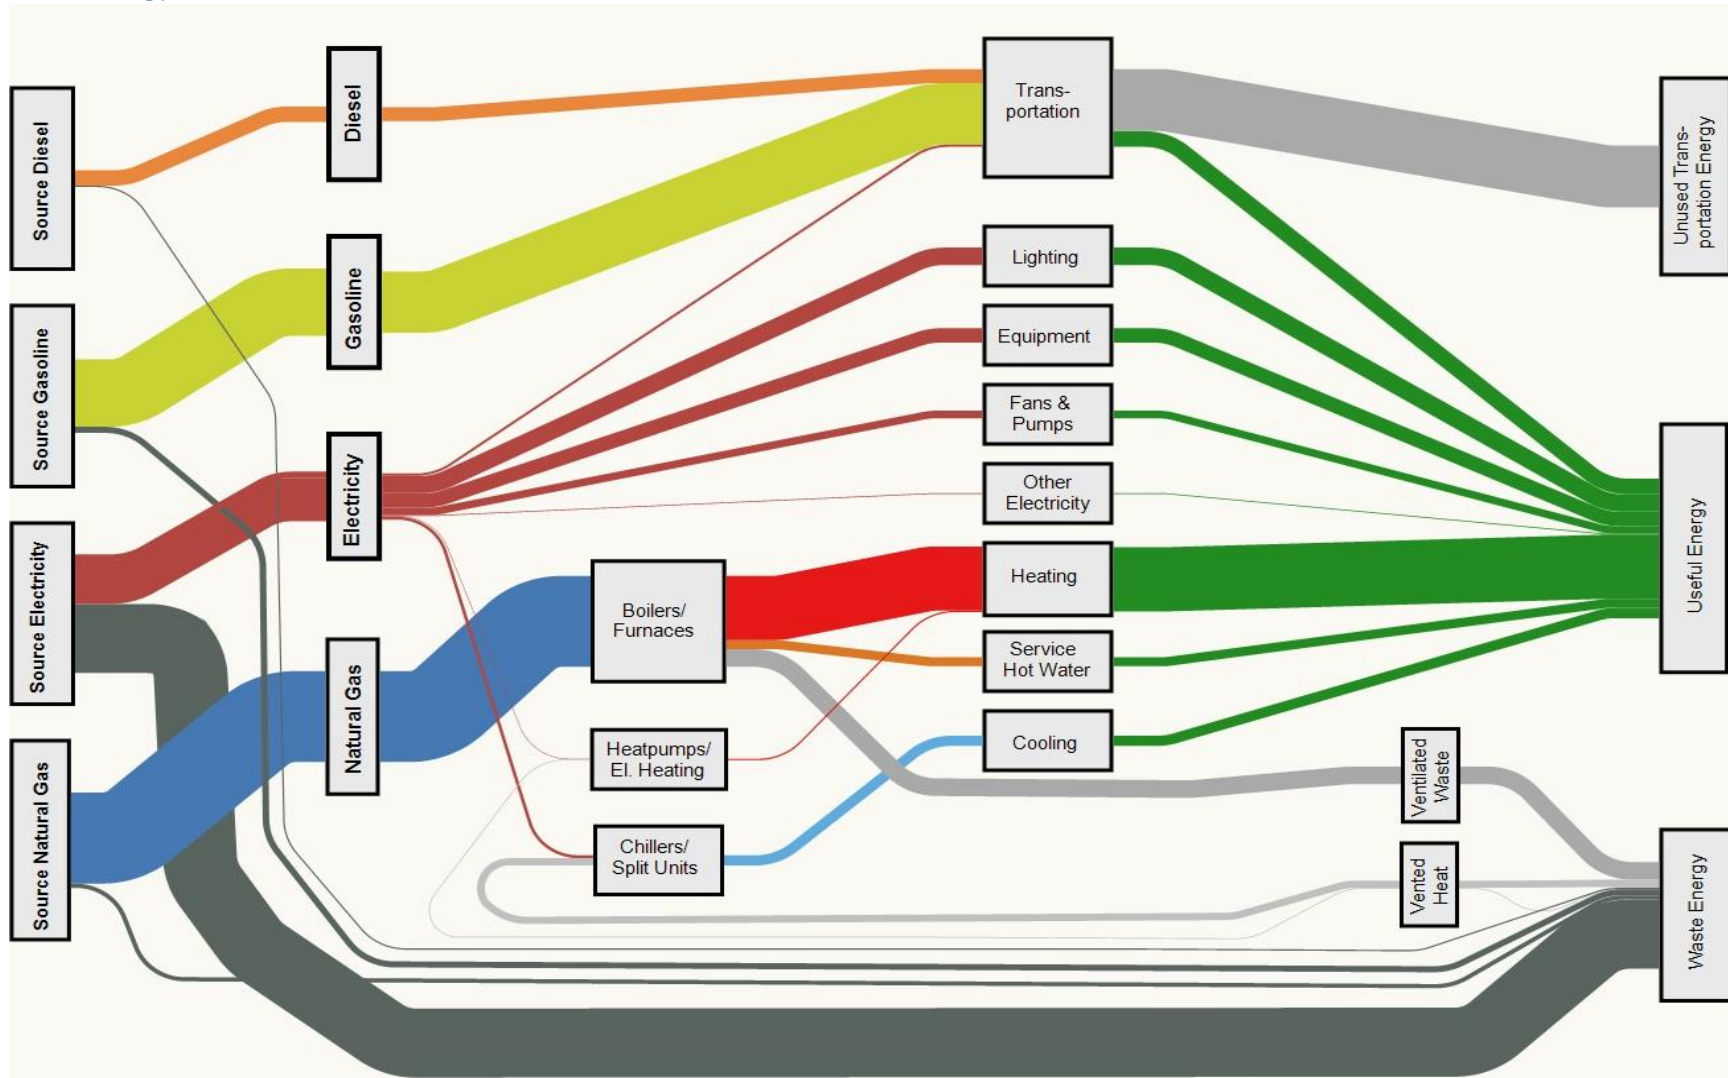 Source Diesel
Source Gasoline
Source Electricity
Source Natural Gas
Diesel
Gasoline
Electricity
Natural Gas
Boilers/
Furnaces
Heatpumps/
El. Heating
Chillers/
Split Units
Trans-
portation
Lighting
Equipment
Fans &
Pumps
Other
Electricity
Heating
Service
Hot Water
Cooling
Ventilated
Waste
Vented
Heat
Unused Trans-
portation Energy
Useful Energy
Waste Energy